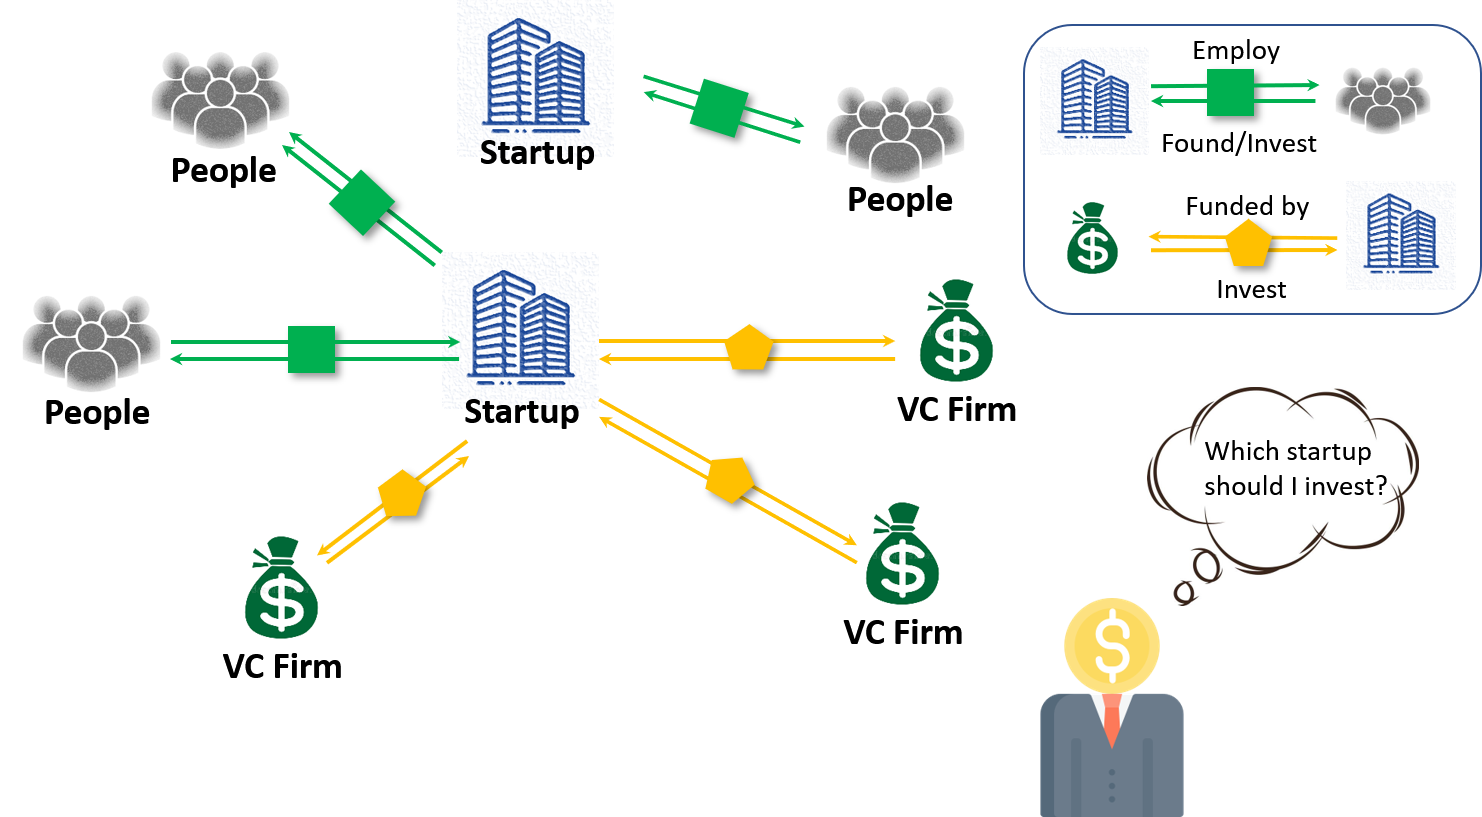 People
Startup
People
Employ
Found/Invest
Funded by
$
Invest
People
Startup
$
VC Firm
$
VC Firm
$
VC Firm
Which startup
should I invest?
$